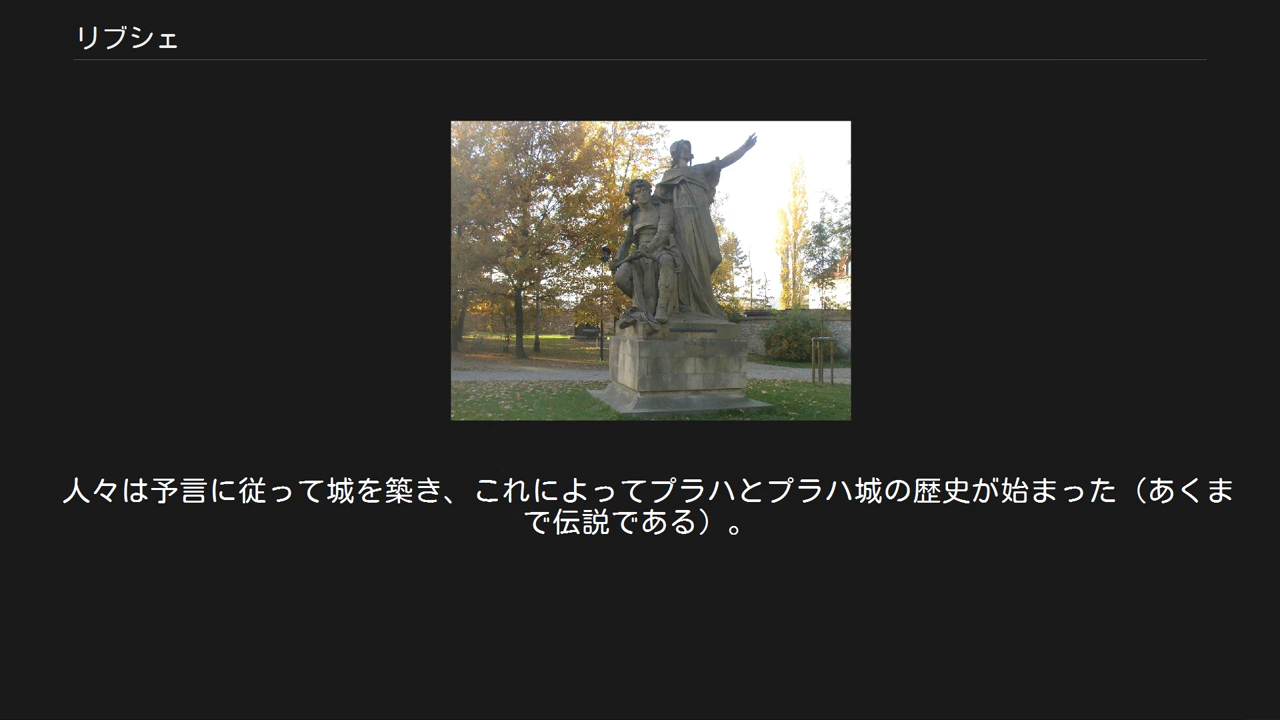 リブシェ
人々は予言に従って城を築き、これによってプラハとプラハ城の歴史が始まった（あくま
で伝説である）。